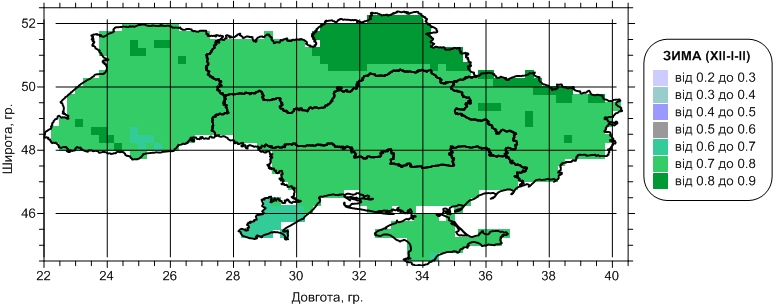 52
50
48
46
Широта, гр.
22 24 26 28 30 32 34 36 38 40
Довгота, гр.
ЗИМА (XII-I-II)
від 0.2 до 0.3
від 0.3 до 0.4
від 0.4 до 0.5
від 0.5 до 0.6
від 0.6 до 0.7
від 0.7 до 0.8
від 0.8 до 0.9